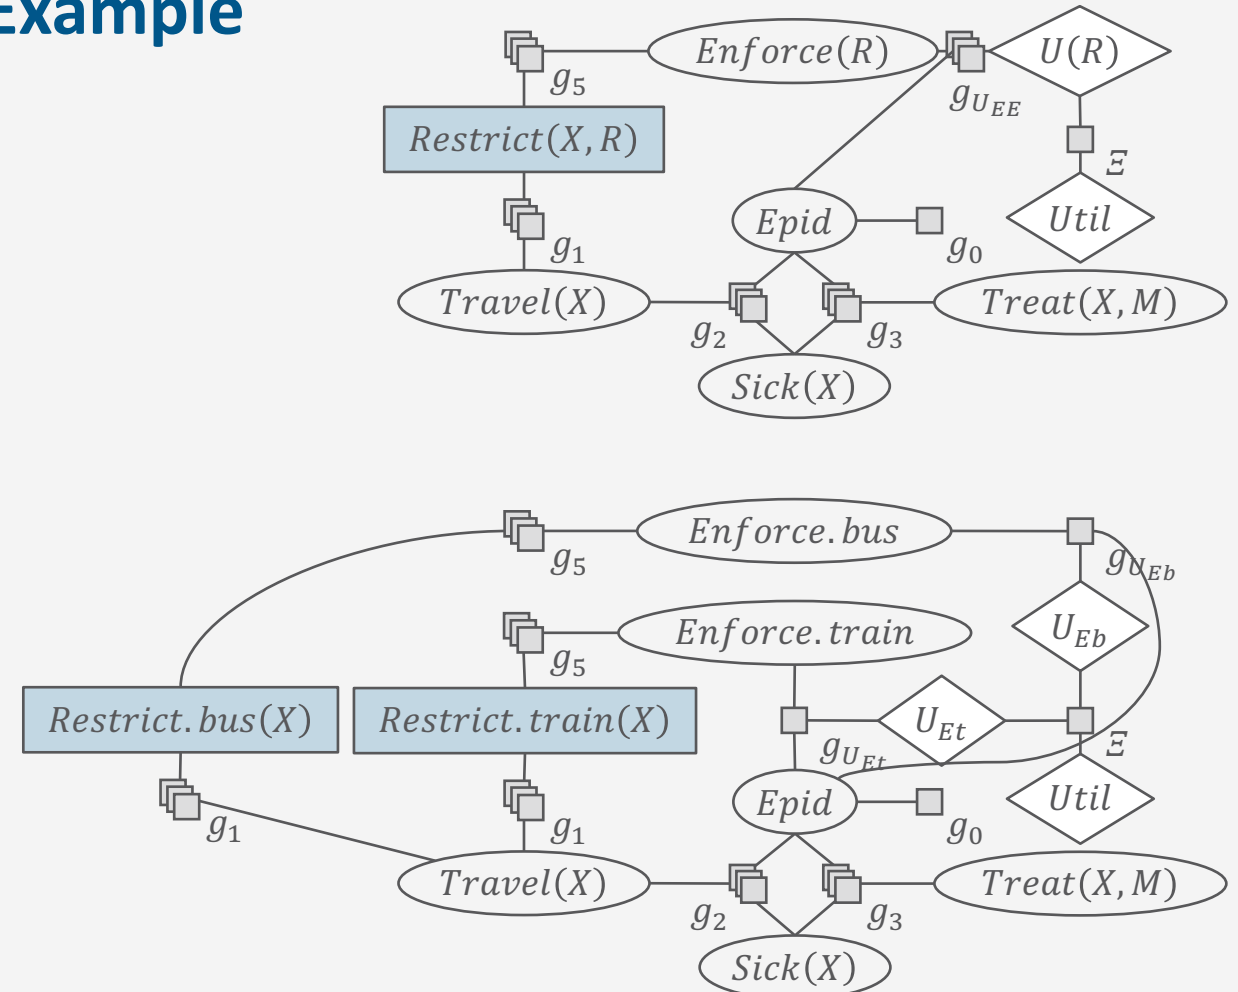 Example
Enforce(R)
U(R)
g₅
g_{U_{EE}}
Restrict(X, R)
Ξ
Epid
Util
g₁
g₀
Travel(X)
Treat(X, M)
g₂
g₃
Sick(X)
Enforce.bus
g₅
g_{U_{Eb}}
Enforce.train
U_{Eb}
g₅
Restrict.bus(X)
Restrict.train(X)
U_{Et}
g_{U_{Et}}
Ξ
Epid
Util
g₁
g₁
g₀
Travel(X)
Treat(X, M)
g₂
g₃
Sick(X)